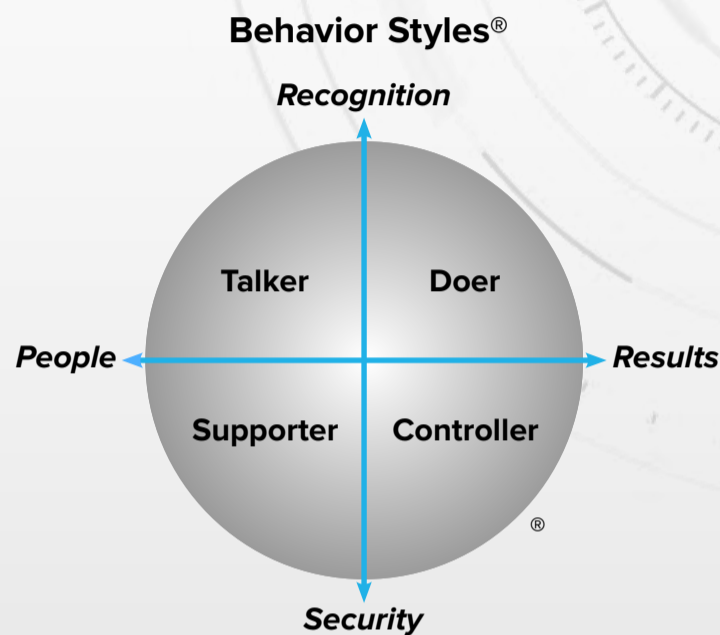 Behavior Styles®
Recognition
Talker Doer
People Results
Supporter Controller
®
Security